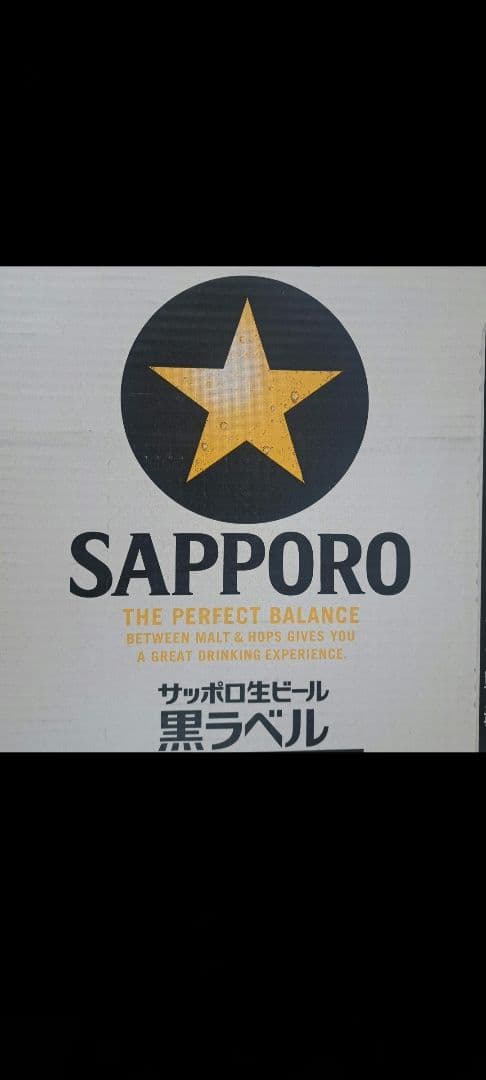 SAPPORO
THE PERFECT BALANCE
BETWEEN MALT & HOPS GIVES YOU
A GREAT DRINKING EXPERIENCE.
サッポロ生ビール
黒ラベル